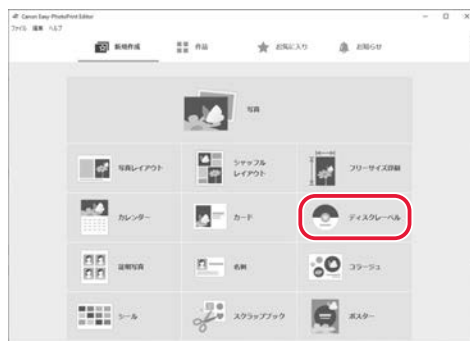 Canon Easy-PhotoPrint Editor
ファイル 編集 ヘルプ
新規作成 作品 お気に入り お知らせ
写真
写真レイアウト シャッフル レイアウト フリーサイズ印刷
カレンダー カード ディスクレーベル
証明写真 名刺 コラージュ
シール スクラップブック ポスター